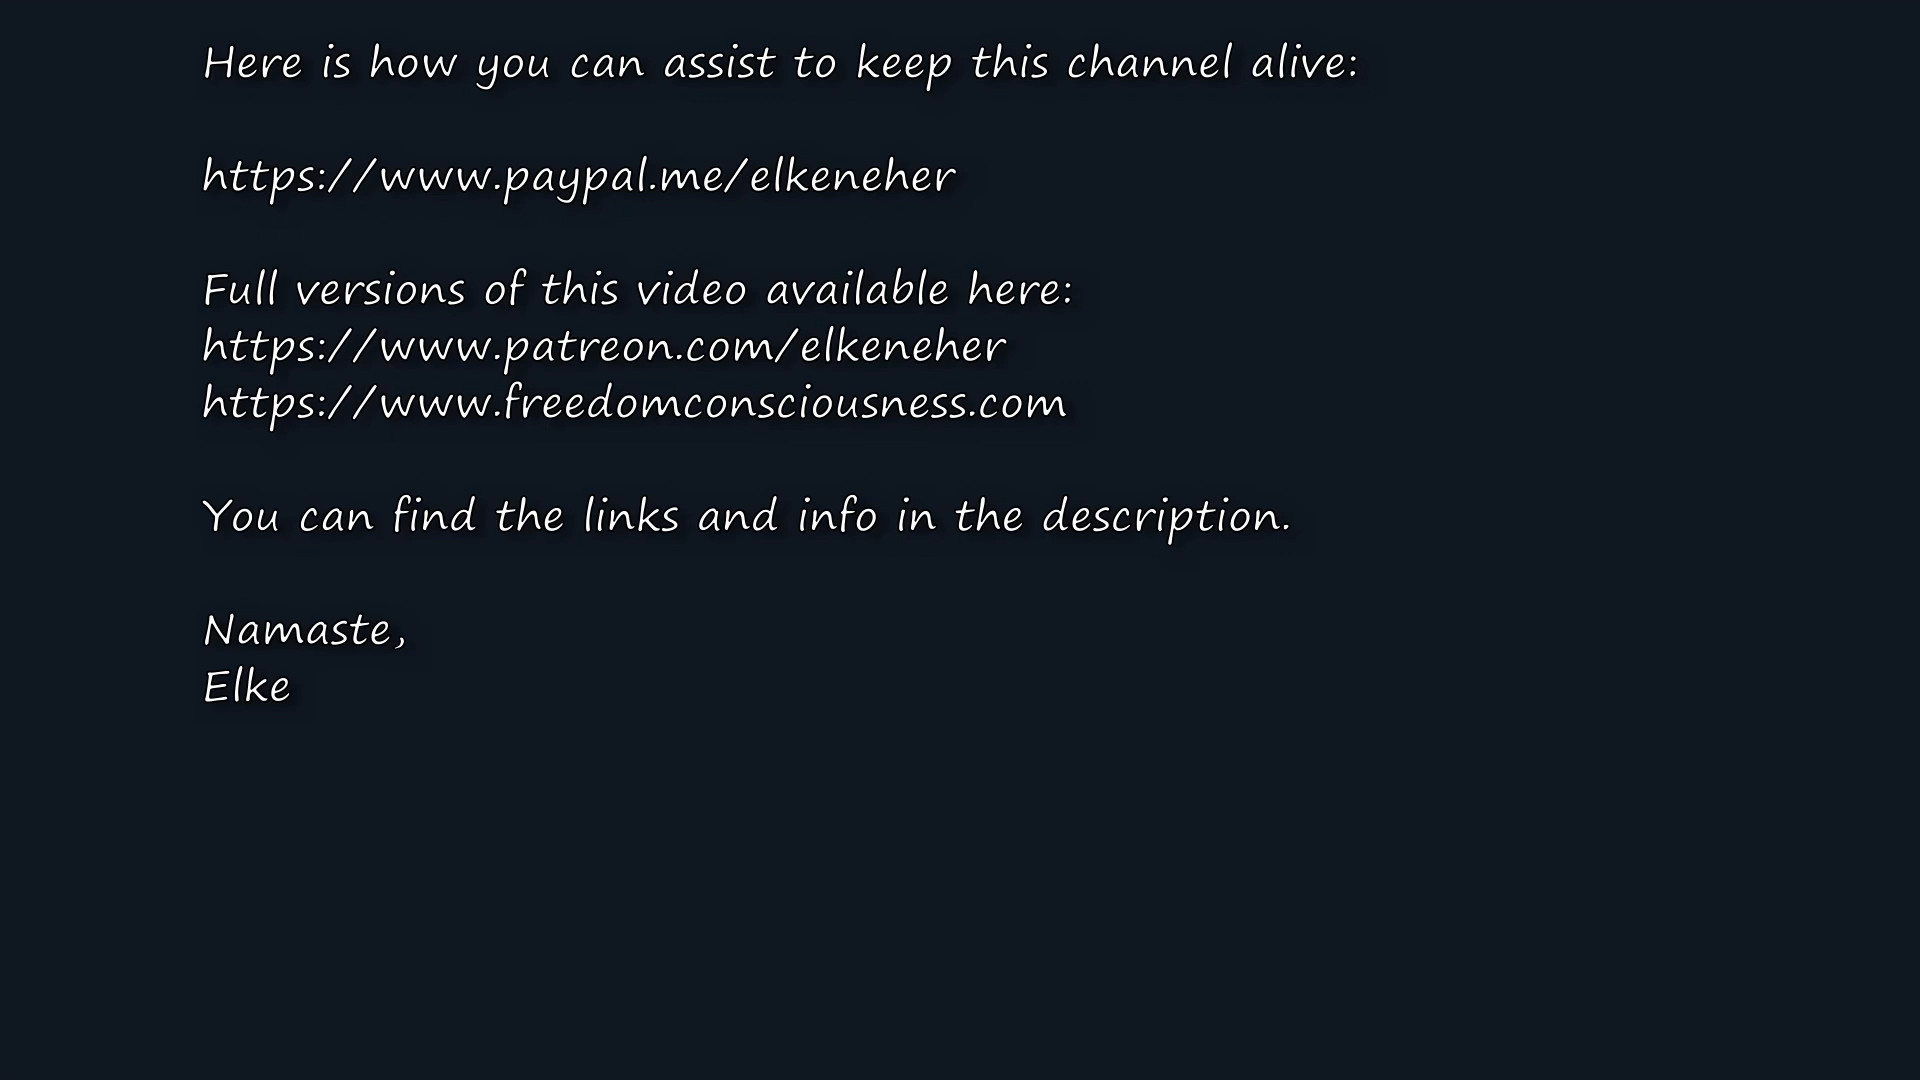 Here is how you can assist to keep this channel alive:
https://www.paypal.me/elkeneher
Full versions of this video available here:
https://www.patreon.com/elkeneher
https://www.freedomconsciousness.com
You can find the links and info in the description.
Namaste,
Elke